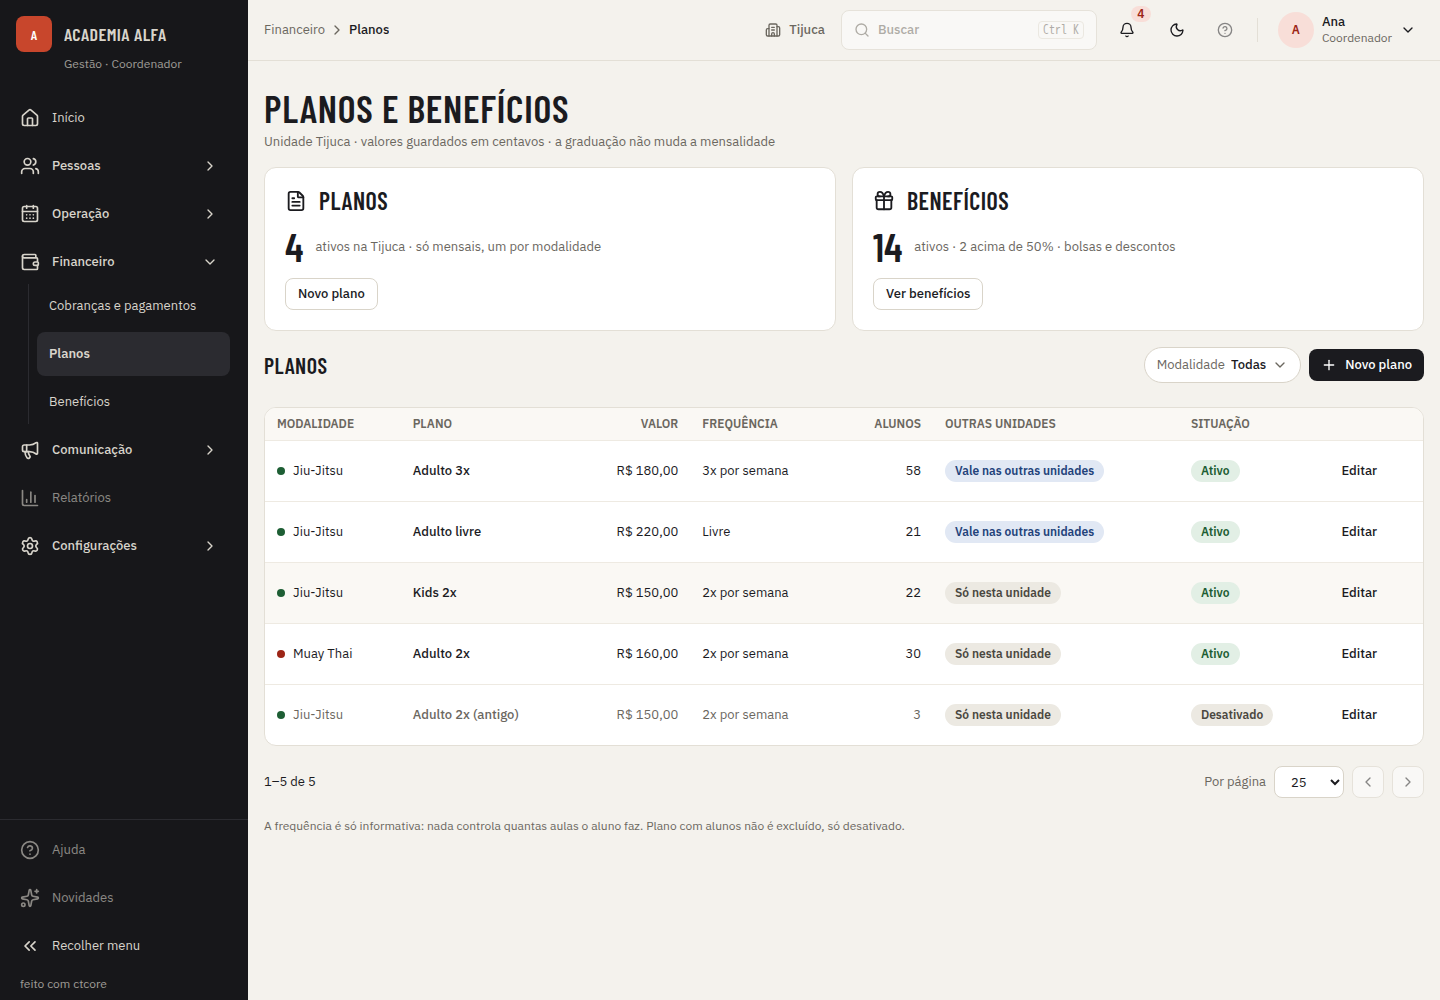 A
ACADEMIA ALFA
Gestão · Coordenador
Início
Pessoas
Operação
Financeiro
Cobranças e pagamentos
Planos
Benefícios
Comunicação
Relatórios
Configurações
Ajuda
Novidades
Recolher menu
feito com ctcore
Financeiro Planos
Tijuca
Buscar Ctrl K
4
A
Ana
Coordenador
PLANOS E BENEFÍCIOS
Unidade Tijuca · valores guardados em centavos · a graduação não muda a mensalidade
PLANOS
4 ativos na Tijuca · só mensais, um por modalidade
Novo plano
BENEFÍCIOS
14 ativos · 2 acima de 50% · bolsas e descontos
Ver benefícios
PLANOS
Modalidade Todas
Novo plano
MODALIDADE PLANO VALOR FREQUÊNCIA ALUNOS OUTRAS UNIDADES SITUAÇÃO
Jiu-Jitsu Adulto 3x R$ 180,00 3x por semana 58 Vale nas outras unidades Ativo Editar
Jiu-Jitsu Adulto livre R$ 220,00 Livre 21 Vale nas outras unidades Ativo Editar
Jiu-Jitsu Kids 2x R$ 150,00 2x por semana 22 Só nesta unidade Ativo Editar
Muay Thai Adulto 2x R$ 160,00 2x por semana 30 Só nesta unidade Ativo Editar
Jiu-Jitsu Adulto 2x (antigo) R$ 150,00 2x por semana 3 Só nesta unidade Desativado Editar
1–5 de 5
Por página 25
A frequência é só informativa: nada controla quantas aulas o aluno faz. Plano com alunos não é excluído, só desativado.